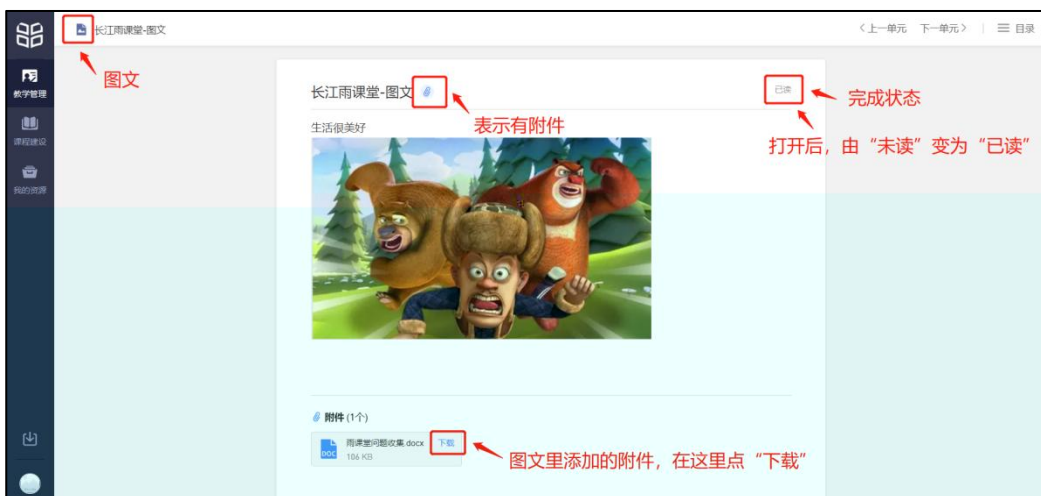 长江雨课堂-图文
〈 上一单元 下一单元 〉 | 目录
图文
教学管理
课程建设
我的资源
长江雨课堂-图文
已读
完成状态
表示有附件
打开后，由“未读”变为“已读”
生活很美好
附件 (1个)
雨课堂问题收集.docx 下载
DOC
186 KB
图文里添加的附件，在这里点“下载”